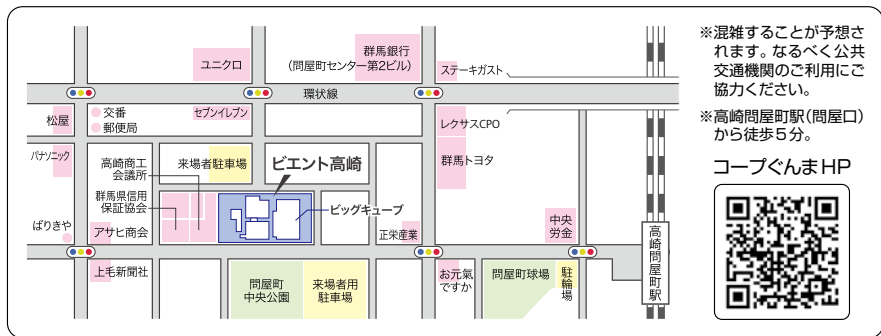 ユニクロ
群馬銀行
(問屋町センター第2ビル)
ステーキガスト
環状線
松屋
交番
郵便局
セブンイレブン
レクサスCPO
パナソニック
高崎商工
会議所
来場者駐車場
ビエント高崎
群馬トヨタ
群馬県信用
保証協会
ビッグキューブ
ぱりきや
アサヒ商会
正栄産業
中央
労金
高崎問屋町駅
上毛新聞社
問屋町
中央公園
来場者用
駐車場
お元氣
ですか
問屋町球場
駐輪場
※混雑することが予想さ
れます。なるべく公共
交通機関のご利用にご
協力ください。
※高崎問屋町駅(問屋口)
から徒歩5分。
コープぐんまHP